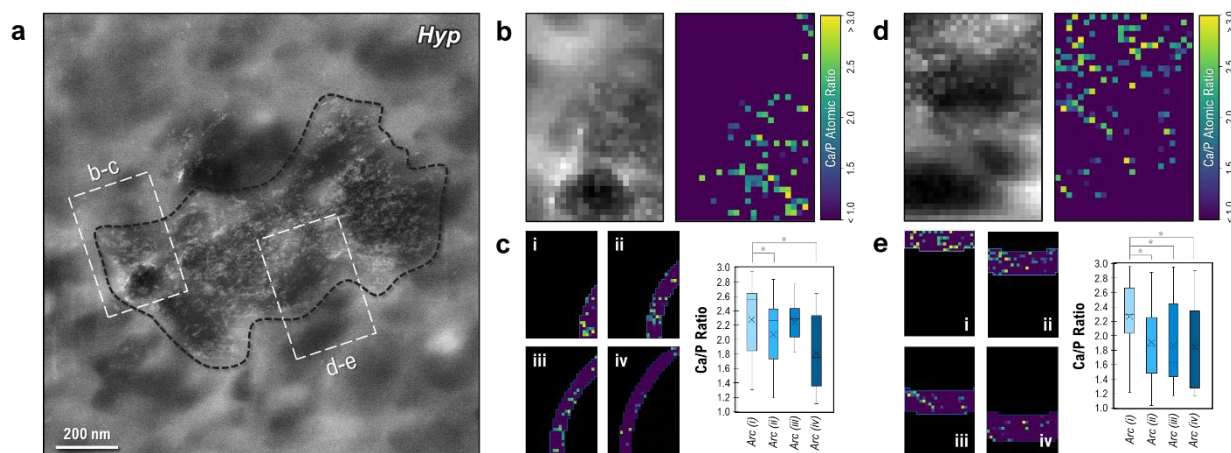 a
Hyp
b-c
d-e
200 nm
b
> 3.0
2.5
2.0
1.5
< 1.0
Ca/P Atomic Ratio
c
i
ii
iii
iv
*
*
Ca/P Ratio
3.0
2.8
2.6
2.4
2.2
2.0
1.8
1.6
1.4
1.2
1.0
Arc (i)
Arc (ii)
Arc (iii)
Arc (iv)
d
> 3.0
2.5
2.0
1.5
< 1.0
Ca/P Atomic Ratio
e
i
ii
iii
iv
*
*
*
Ca/P Ratio
3.0
2.8
2.6
2.4
2.2
2.0
1.8
1.6
1.4
1.2
1.0
Arc (i)
Arc (ii)
Arc (iii)
Arc (iv)